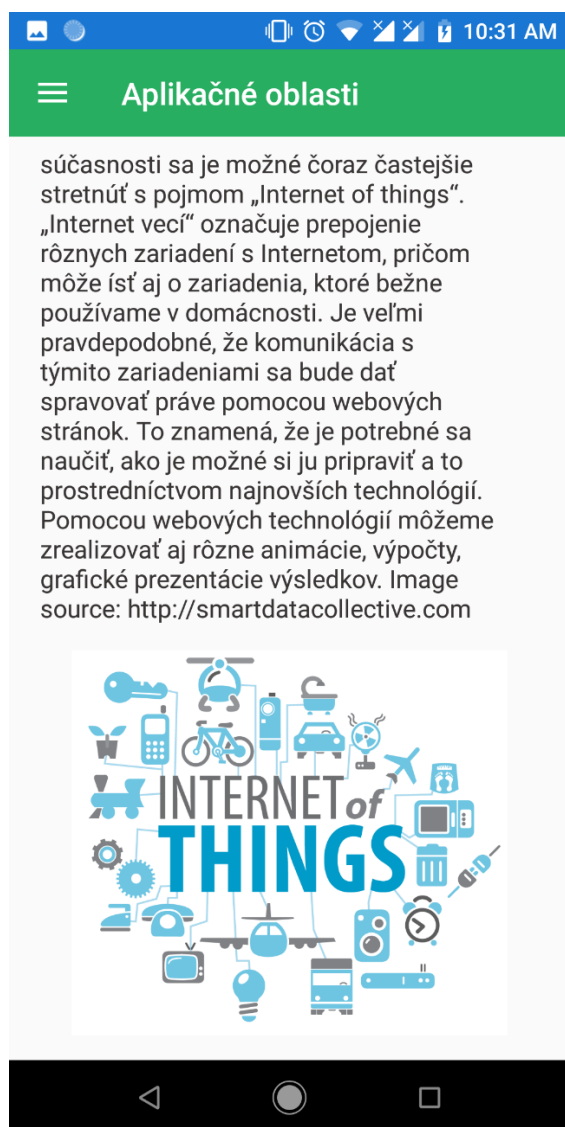 10:31 AM
Aplikačné oblasti
súčasnosti sa je možné čoraz častejšie
stretnúť s pojmom „Internet of things“.
„Internet vecí“ označuje prepojenie
rôznych zariadení s Internetom, pričom
môže ísť aj o zariadenia, ktoré bežne
používame v domácnosti. Je veľmi
pravdepodobné, že komunikácia s
týmito zariadeniami sa bude dať
spravovať práve pomocou webových
stránok. To znamená, že je potrebné sa
naučiť, ako je možné si ju pripraviť a to
prostredníctvom najnovších technológií.
Pomocou webových technológií môžeme
zrealizovať aj rôzne animácie, výpočty,
grafické prezentácie výsledkov. Image
source: http://smartdatacollective.com
INTERNET of
THINGS